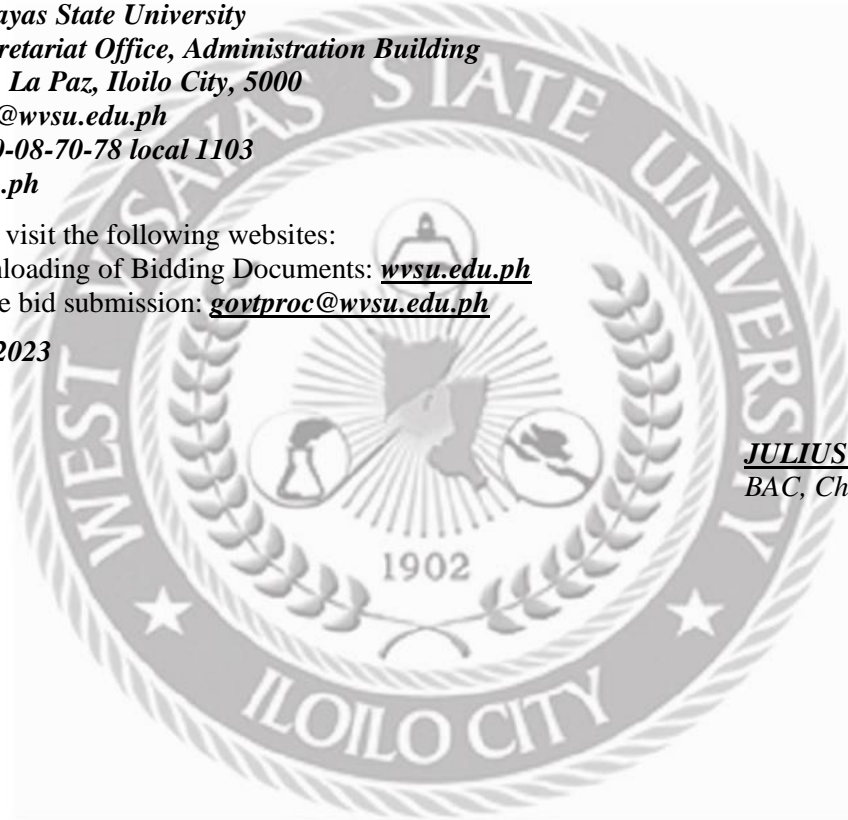 ayas State University
retariat Office, Administration Building
La Paz, Iloilo City, 5000
@wvsu.edu.ph
0-08-70-78 local 1103
.ph
visit the following websites:
nloading of Bidding Documents: wvsu.edu.ph
e bid submission: govtproc@wvsu.edu.ph
2023
JULIUS
BAC, Ch
WEST VISAYAS STATE UNIVERSITY
1902
ILOILO CITY